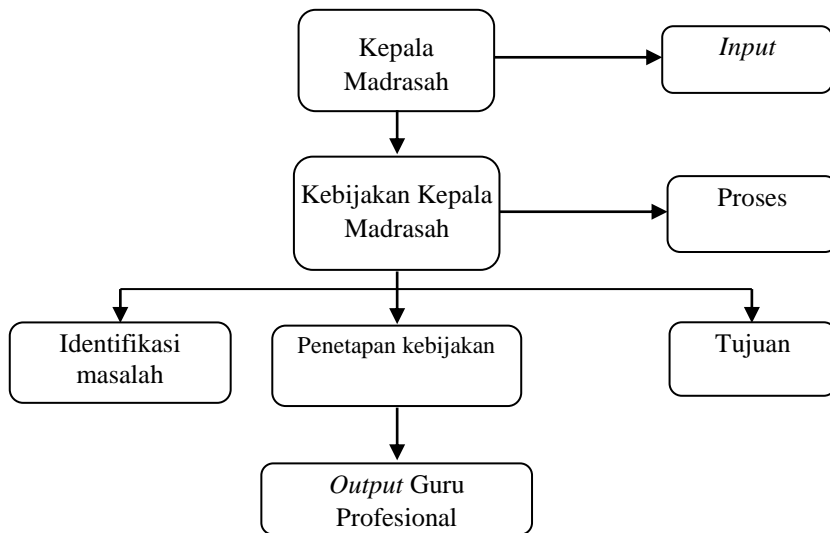 Kepala
Madrasah
Input
Kebijakan Kepala
Madrasah
Proses
Identifikasi
masalah
Penetapan kebijakan
Tujuan
Output Guru
Profesional